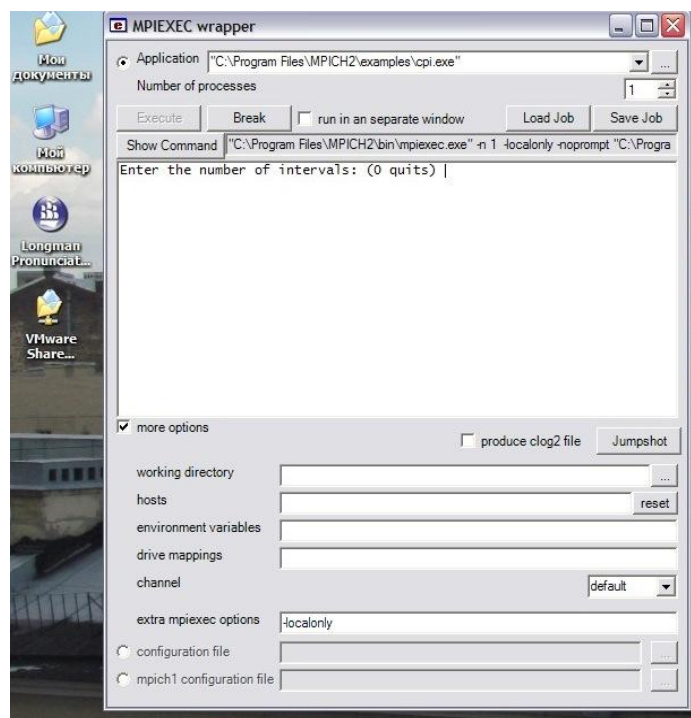 Мои
документы
Мой
компьютер
Longman
Pronunciat...
VMware
Share...
MPIEXEC wrapper
Application "C:\Program Files\MPICH2\examples\cpi.exe" ...
Number of processes 1
Execute Break run in an separate window Load Job Save Job
Show Command "C:\Program Files\MPICH2\bin\mpiexec.exe" -n 1 -localonly -noprompt "C:\Progra
Enter the number of intervals: (0 quits)
more options
produce clog2 file Jumpshot
working directory ...
hosts reset
environment variables
drive mappings
channel default
extra mpiexec options -localonly
configuration file ...
mpich1 configuration file ...